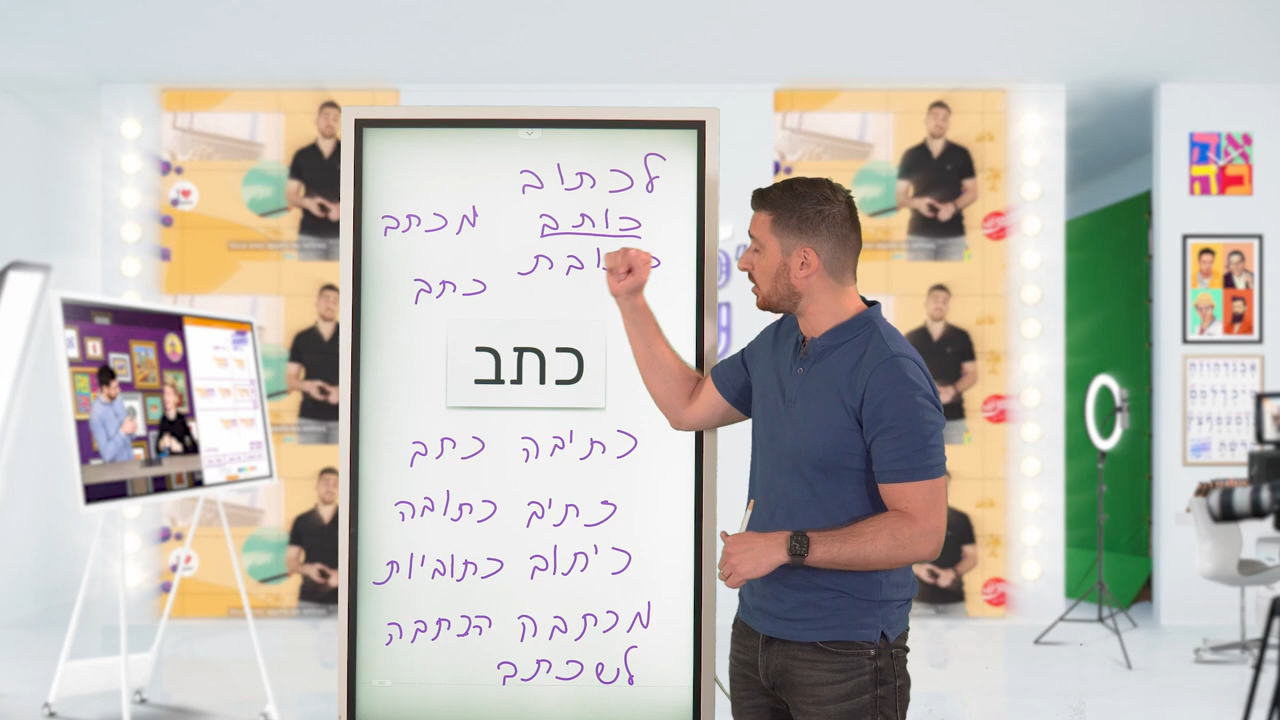 לכתוב
כותב מכתב
כתב
כתב
כתיבה כתב
כתיב כתובה
כיתוב כתוביות
מכתבה הכתבה
לשכתב